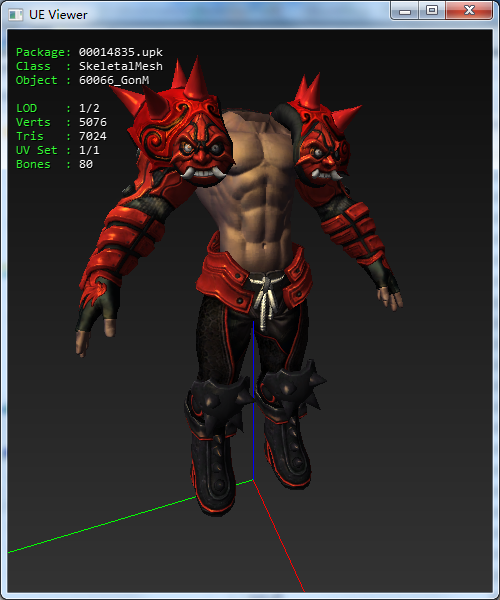 UE Viewer
Package: 00014835.upk
Class : SkeletalMesh
Object : 60066_GonM
LOD : 1/2
Verts : 5076
Tris : 7024
UV Set : 1/1
Bones : 80